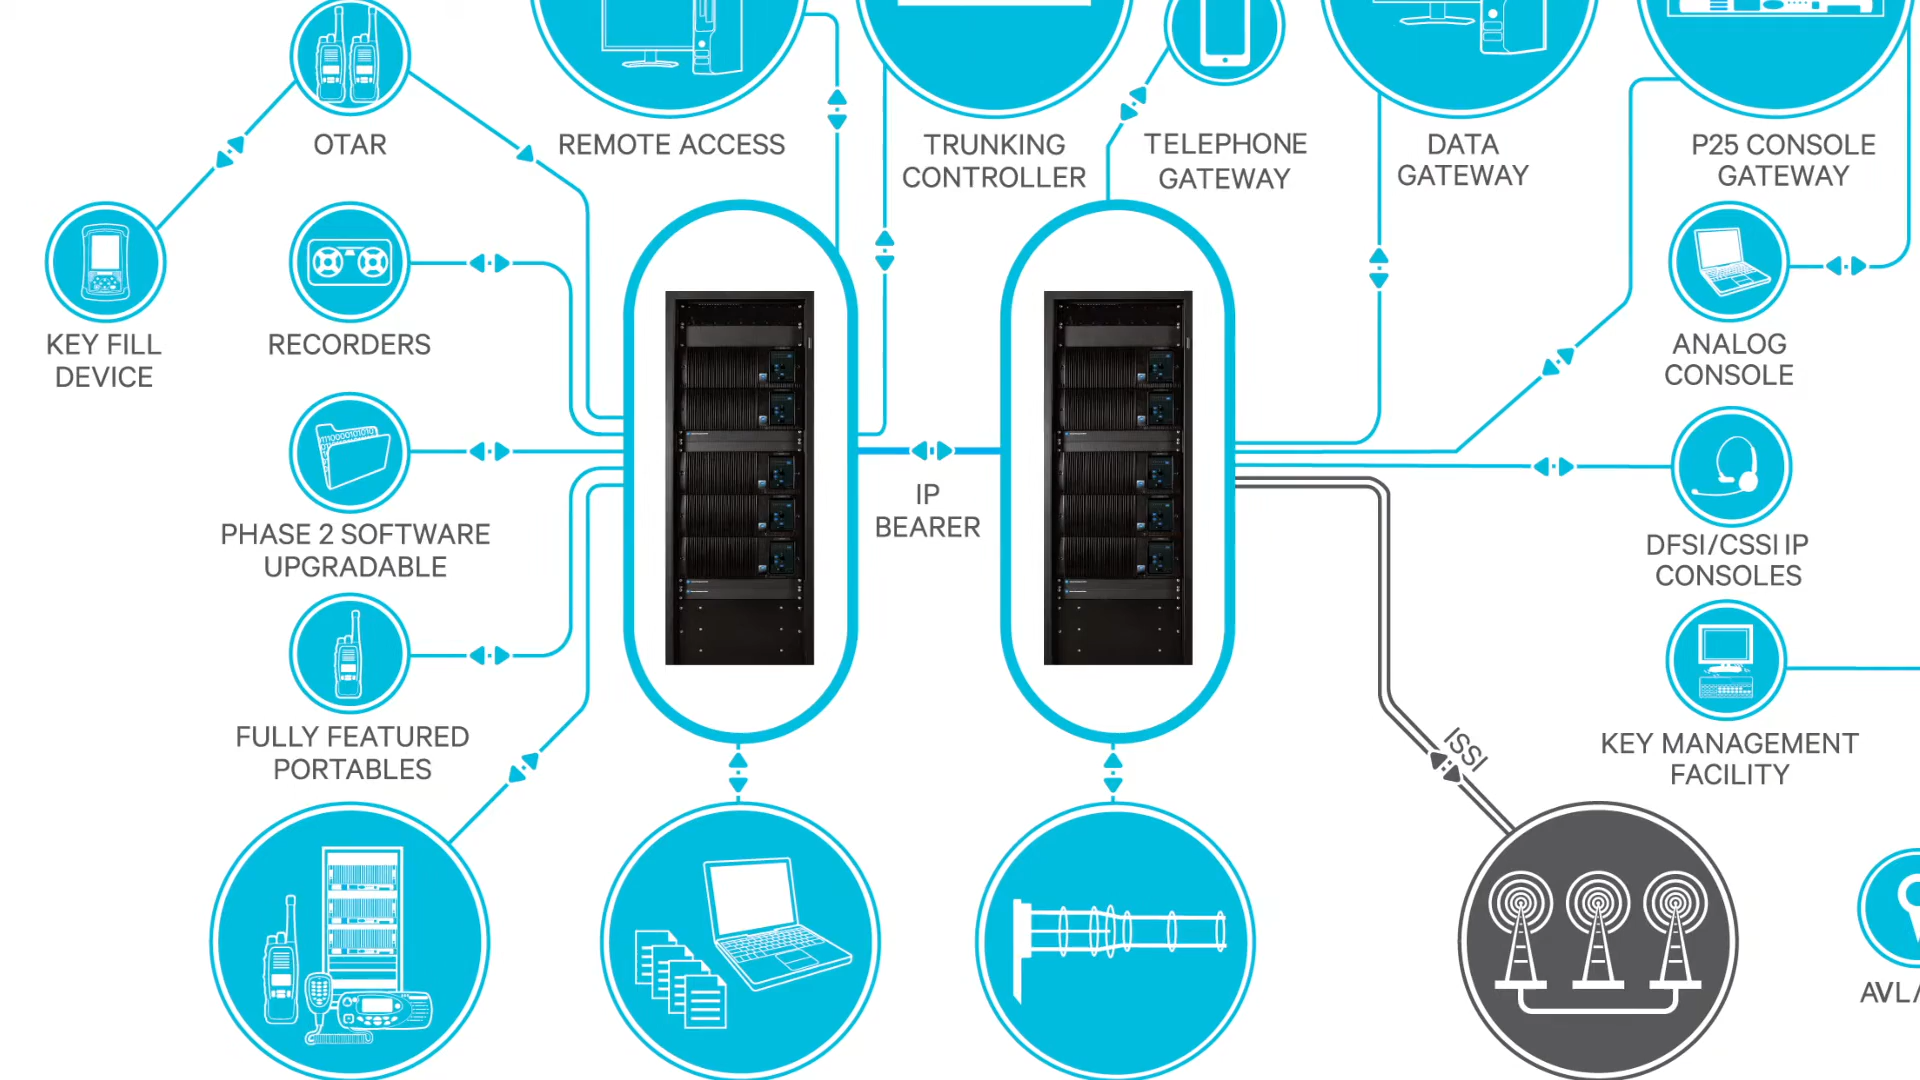 OTAR
REMOTE ACCESS
TRUNKING
CONTROLLER
TELEPHONE
GATEWAY
DATA
GATEWAY
P25 CONSOLE
GATEWAY
KEY FILL
DEVICE
RECORDERS
ANALOG
CONSOLE
PHASE 2 SOFTWARE
UPGRADABLE
IP
BEARER
DFSI/CSSI IP
CONSOLES
FULLY FEATURED
PORTABLES
ISSI
KEY MANAGEMENT
FACILITY
AVL/